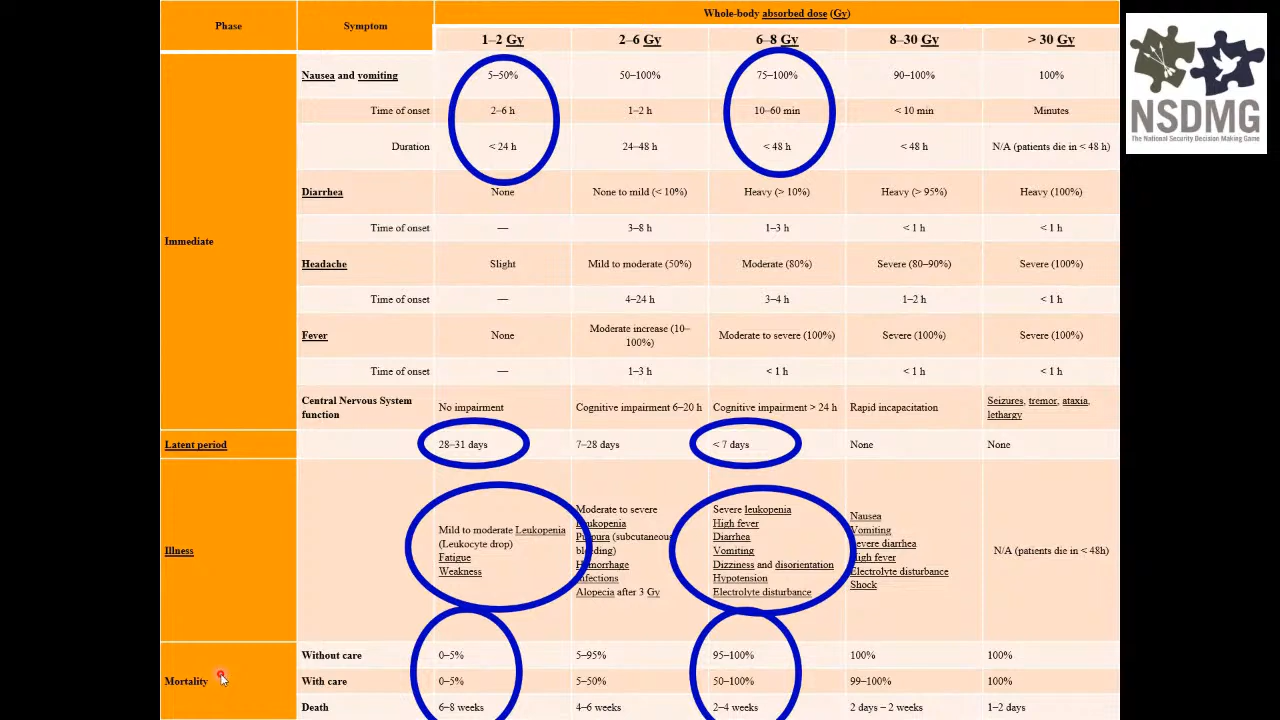 Whole-body absorbed dose (Gy)
Phase Symptom
1–2 Gy 2–6 Gy 6–8 Gy 8–30 Gy > 30 Gy
Nausea and vomiting 5–50% 50–100% 75–100% 90–100% 100%
Time of onset 2–6 h 1–2 h 10–60 min < 10 min Minutes
Duration < 24 h 24–48 h < 48 h < 48 h N/A (patients die in < 48 h)
Diarrhea None None to mild (< 10%) Heavy (> 10%) Heavy (> 95%) Heavy (100%)
Time of onset — 3–8 h 1–3 h < 1 h < 1 h
Immediate
Headache Slight Mild to moderate (50%) Moderate (80%) Severe (80–90%) Severe (100%)
Time of onset — 4–24 h 3–4 h 1–2 h < 1 h
Fever None Moderate increase (10–
100%) Moderate to severe (100%) Severe (100%) Severe (100%)
Time of onset — 1–3 h < 1 h < 1 h < 1 h
Central Nervous System
function No impairment Cognitive impairment 6–20 h Cognitive impairment > 24 h Rapid incapacitation Seizures, tremor, ataxia,
lethargy
Latent period 28–31 days 7–28 days < 7 days None None
Illness
Mild to moderate Leukopenia
(Leukocyte drop)
Fatigue
Weakness
Moderate to severe
Leukopenia
Purpura (subcutaneous
bleeding)
Hemorrhage
Infections
Alopecia after 3 Gy
Severe leukopenia
High fever
Diarrhea
Vomiting
Dizziness and disorientation
Hypotension
Electrolyte disturbance
Nausea
Vomiting
Severe diarrhea
High fever
Electrolyte disturbance
Shock
N/A (patients die in < 48h)
Mortality
Without care 0–5% 5–95% 95–100% 100% 100%
With care 0–5% 5–50% 50–100% 99–100% 100%
Death 6–8 weeks 4–6 weeks 2–4 weeks 2 days – 2 weeks 1–2 days
NSDMG
The National Security Decision Making Game